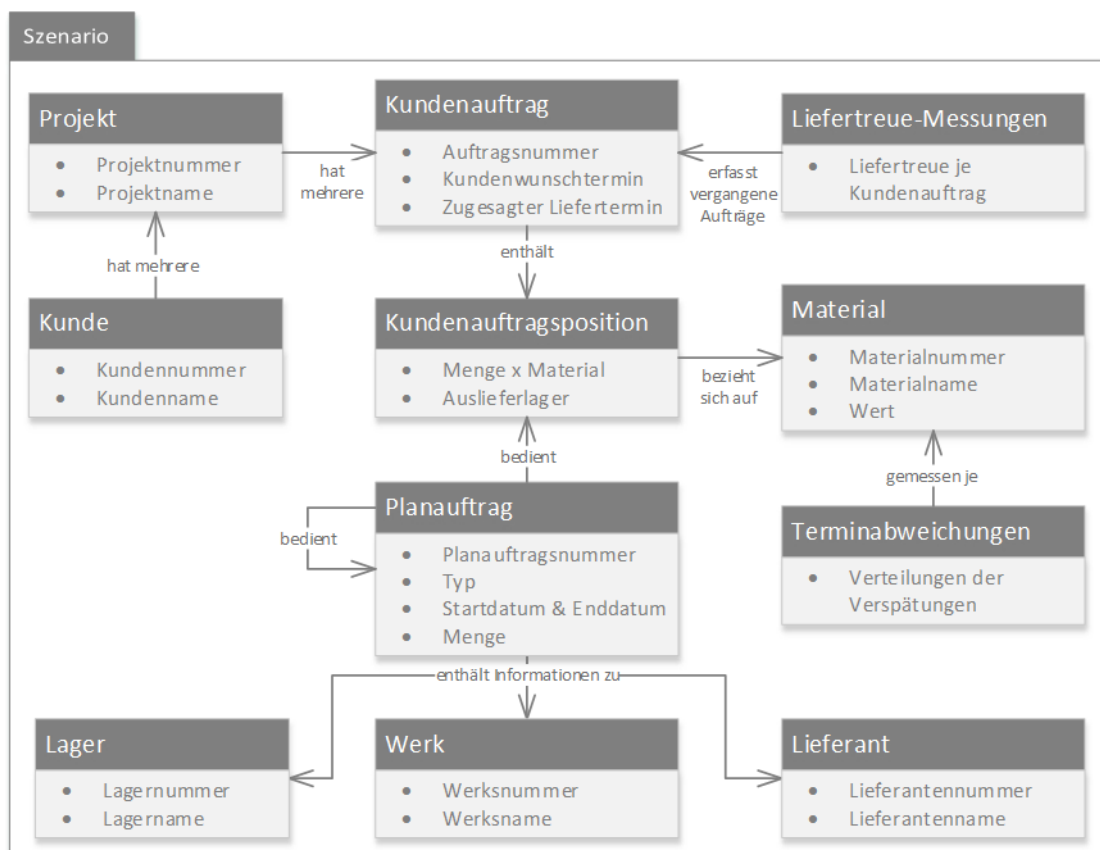 Szenario
Projekt
• Projektnummer
• Projektname
hat
mehrere
Kundenauftrag
• Auftragsnummer
• Kundenwunschtermin
• Zugesagter Liefertermin
erfasst
vergangene
Aufträge
Liefertreue-Messungen
• Liefertreue je
Kundenauftrag
hat mehrere
enthält
Kunde
• Kundennummer
• Kundenname
Kundenauftragsposition
• Menge x Material
• Auslieferlager
bezieht
sich auf
Material
• Materialnummer
• Materialname
• Wert
bedient
gemessen je
bedient
Planauftrag
• Planauftragsnummer
• Typ
• Startdatum & Enddatum
• Menge
Terminabweichungen
• Verteilungen der
Verspätungen
enthält Informationen zu
Lager
• Lagernummer
• Lagername
Werk
• Werksnummer
• Werksname
Lieferant
• Lieferantennummer
• Lieferantenname